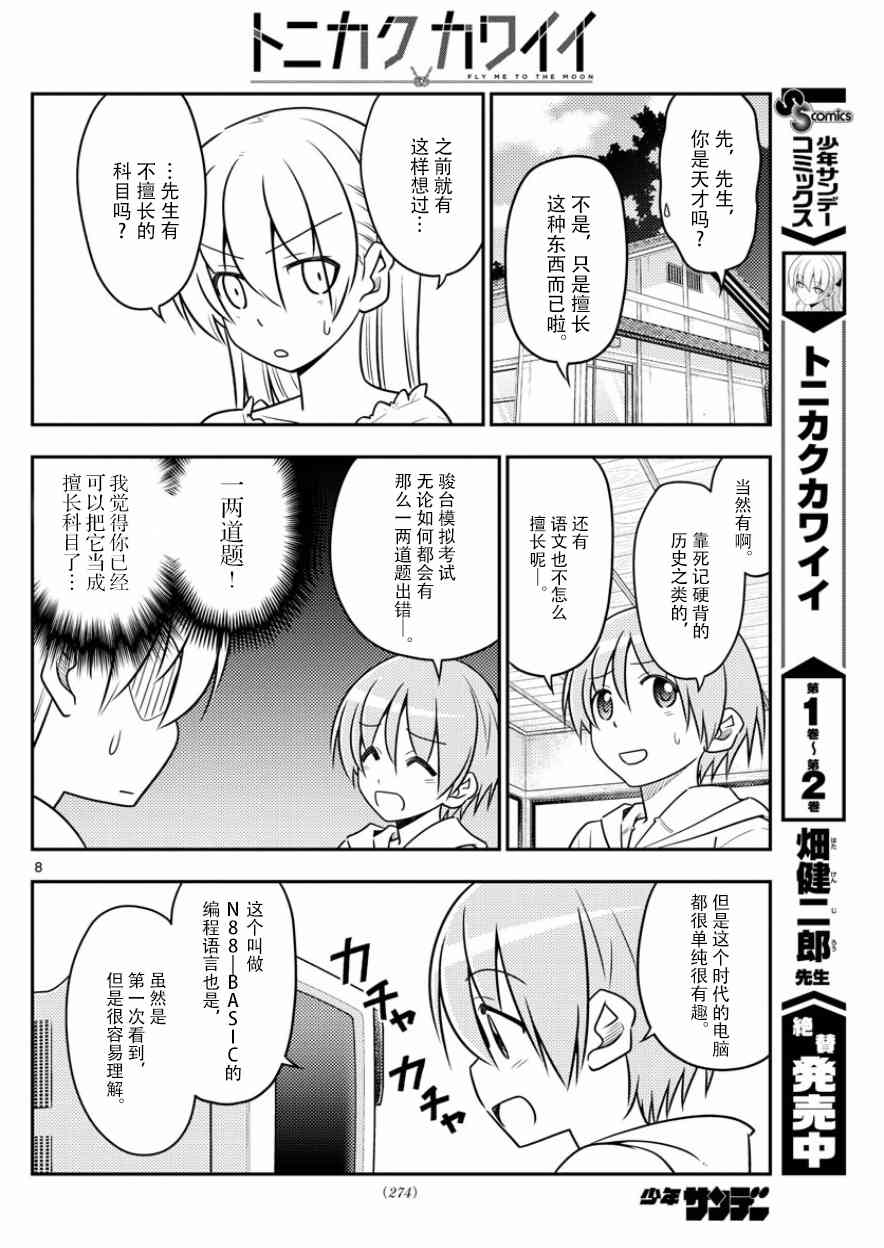 トニカクカワイイ
FLY ME TO THE MOON
先，先生，
你是天才吗？
不是，只是擅长
这种东西而已啦。
之前就有
这样想过…
…先生有
不擅长的
科目吗？
当然有啊。
靠死记硬背的
历史之类的，
还有
语文也不怎么
擅长呢—。
骏台模拟考试
无论如何都会有
那么一两道题出错—。
一两道题！
我觉得你已经
可以把它当成
擅长科目了…
8
但是这个时代的电脑
都很单纯很有趣。
カチャ
カチャ
这个叫做
N88—BASIC的
编程语言也是，
虽然是
第一次看到，
但是很容易理解。
(274)
少年サンデー
SS comics
少年サンデー
コミックス
トニカクカワイイ
第1巻～第2巻
畑健二郎先生
はた けん じ ろう
絶賛発売中